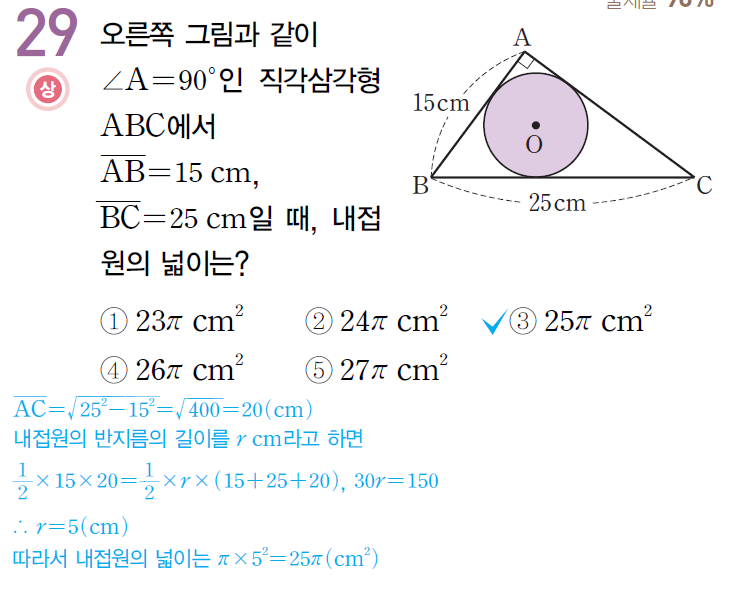 출제율 90%
29
상
오른쪽 그림과 같이
∠A=90°인 직각삼각형
ABC에서
AB=15 cm,
BC=25 cm일 때, 내접
원의 넓이는?
A
15cm
O
B
C
25cm
① 23π cm² ② 24π cm² ③ 25π cm²
④ 26π cm² ⑤ 27π cm²
AC=√25²-15²=√400=20(cm)
내접원의 반지름의 길이를 r cm라고 하면
1/2×15×20=1/2×r×(15+25+20), 30r=150
∴ r=5(cm)
따라서 내접원의 넓이는 π×5²=25π(cm²)